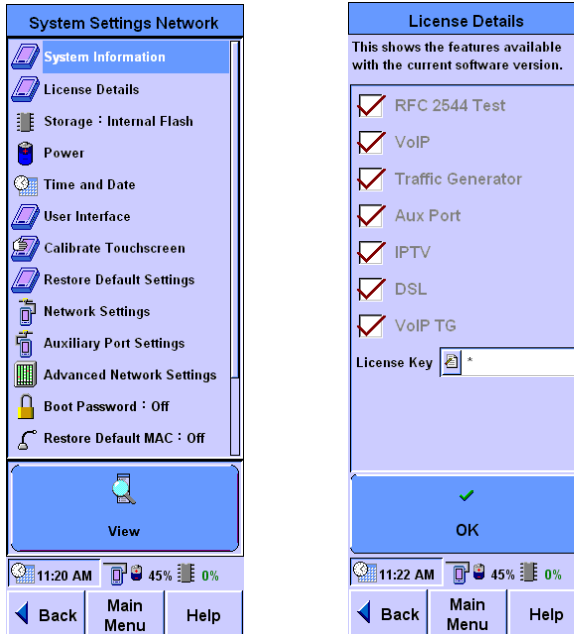 System Settings Network
System Information
License Details
Storage : Internal Flash
Power
Time and Date
User Interface
Calibrate Touchscreen
Restore Default Settings
Network Settings
Auxiliary Port Settings
Advanced Network Settings
Boot Password : Off
Restore Default MAC : Off
View
11:20 AM 45% 0%
Back Main Menu Help
License Details
This shows the features available
with the current software version.
RFC 2544 Test
VoIP
Traffic Generator
Aux Port
IPTV
DSL
VoIP TG
License Key *
OK
11:22 AM 45% 0%
Back Main Menu Help